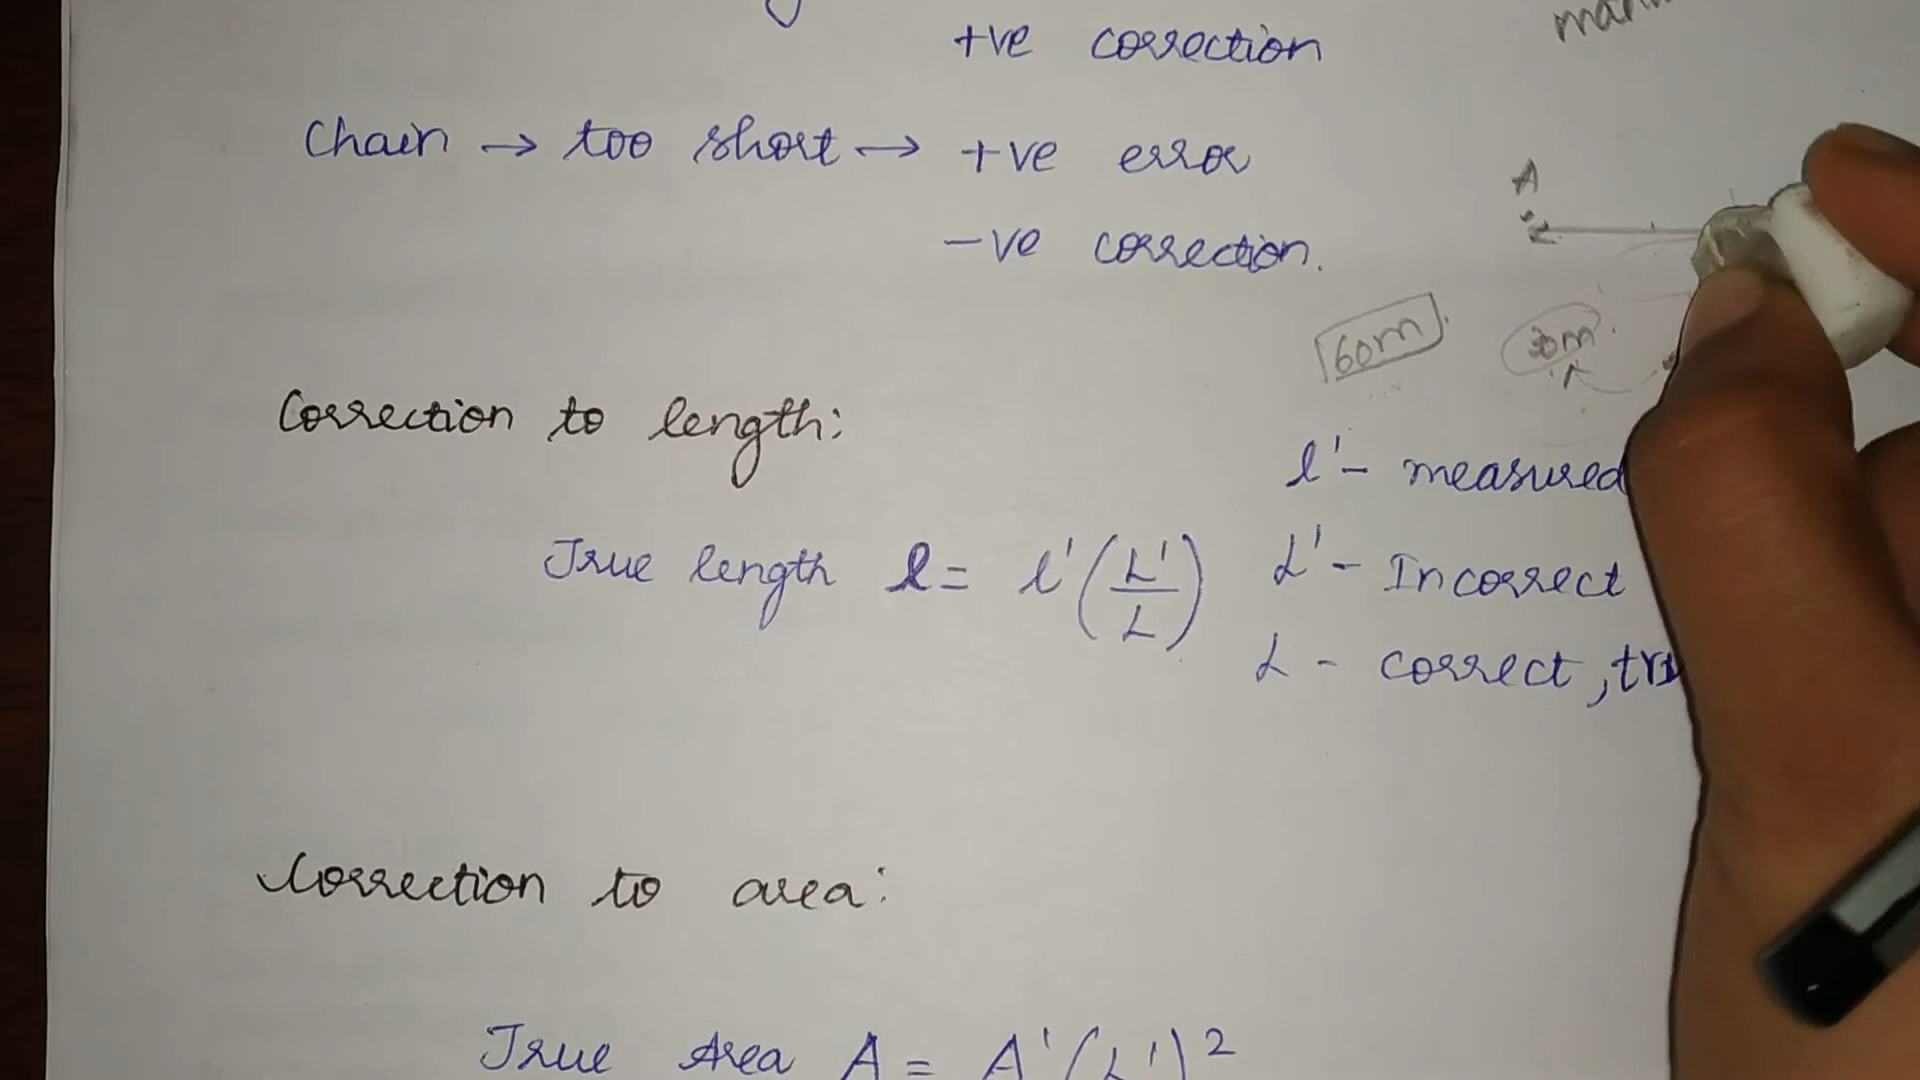 +ve correction
Chain → too short → +ve error
-ve correction.
A
60m
30m
Correction to length:
l' - measured
True length l = l'(L'/L)
L' - Incorrect
L - correct,
Correction to area:
True Area A = A'(L')²